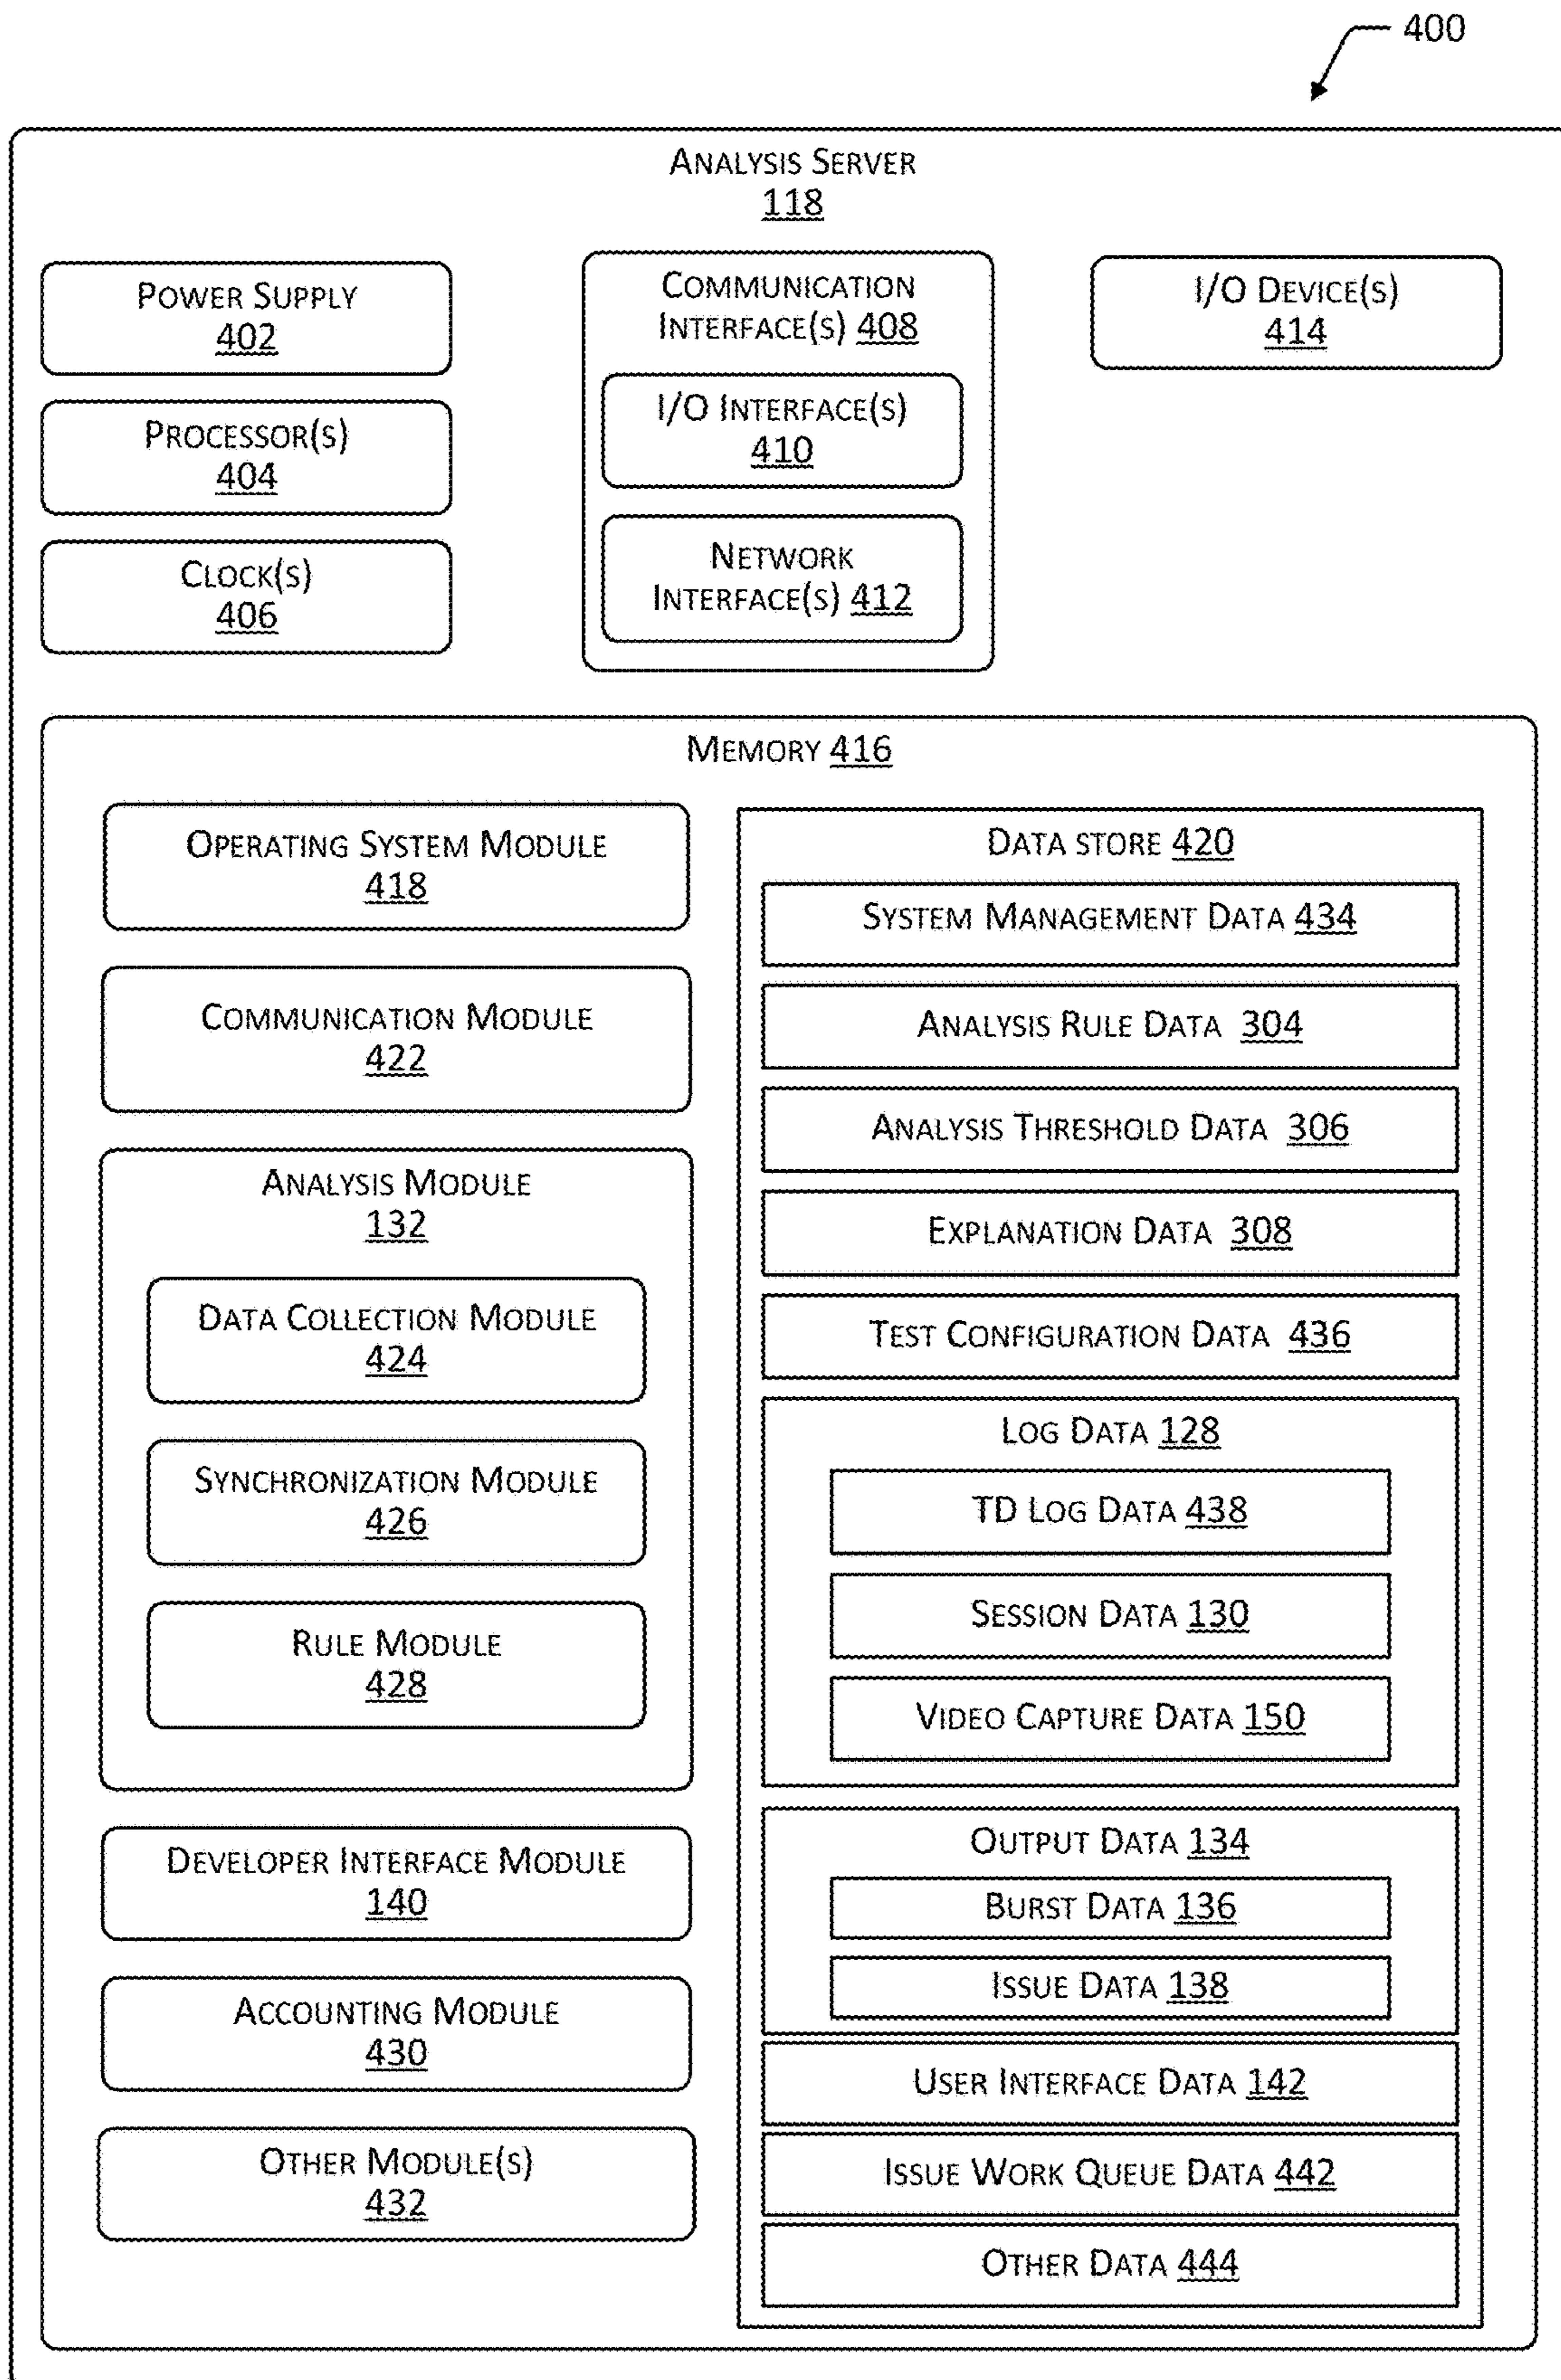 400
ANALYSIS SERVER
118
POWER SUPPLY
402
PROCESSOR(S)
404
CLOCK(S)
406
COMMUNICATION
INTERFACE(S) 408
I/O INTERFACE(S)
410
NETWORK
INTERFACE(S) 412
I/O DEVICE(S)
414
MEMORY 416
OPERATING SYSTEM MODULE
418
COMMUNICATION MODULE
422
ANALYSIS MODULE
132
DATA COLLECTION MODULE
424
SYNCHRONIZATION MODULE
426
RULE MODULE
428
DEVELOPER INTERFACE MODULE
140
ACCOUNTING MODULE
430
OTHER MODULE(S)
432
DATA STORE 420
SYSTEM MANAGEMENT DATA 434
ANALYSIS RULE DATA 304
ANALYSIS THRESHOLD DATA 306
EXPLANATION DATA 308
TEST CONFIGURATION DATA 436
LOG DATA 128
TD LOG DATA 438
SESSION DATA 130
VIDEO CAPTURE DATA 150
OUTPUT DATA 134
BURST DATA 136
ISSUE DATA 138
USER INTERFACE DATA 142
ISSUE WORK QUEUE DATA 442
OTHER DATA 444